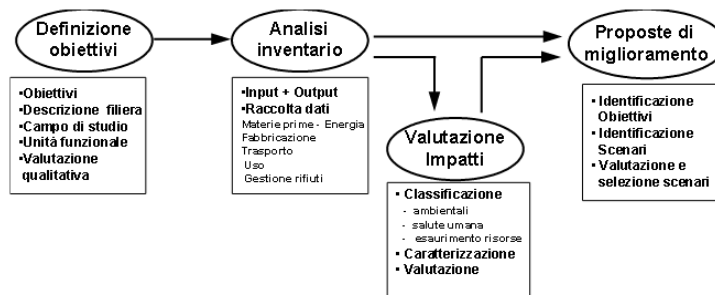 Definizione
obiettivi
•Obiettivi
•Descrizione filiera
•Campo di studio
•Unità funzionale
•Valutazione
qualitativa
Analisi
inventario
•Input + Output
•Raccolta dati
Materie prime - Energia
Fabbricazione
Trasporto
Uso
Gestione rifiuti
Valutazione
Impatti
• Classificazione
- ambientali
- salute umana
- esaurimento risorse
• Caratterizzazione
• Valutazione
Proposte di
miglioramento
• Identificazione
Obiettivi
• Identificazione
Scenari
• Valutazione e
selezione scenari